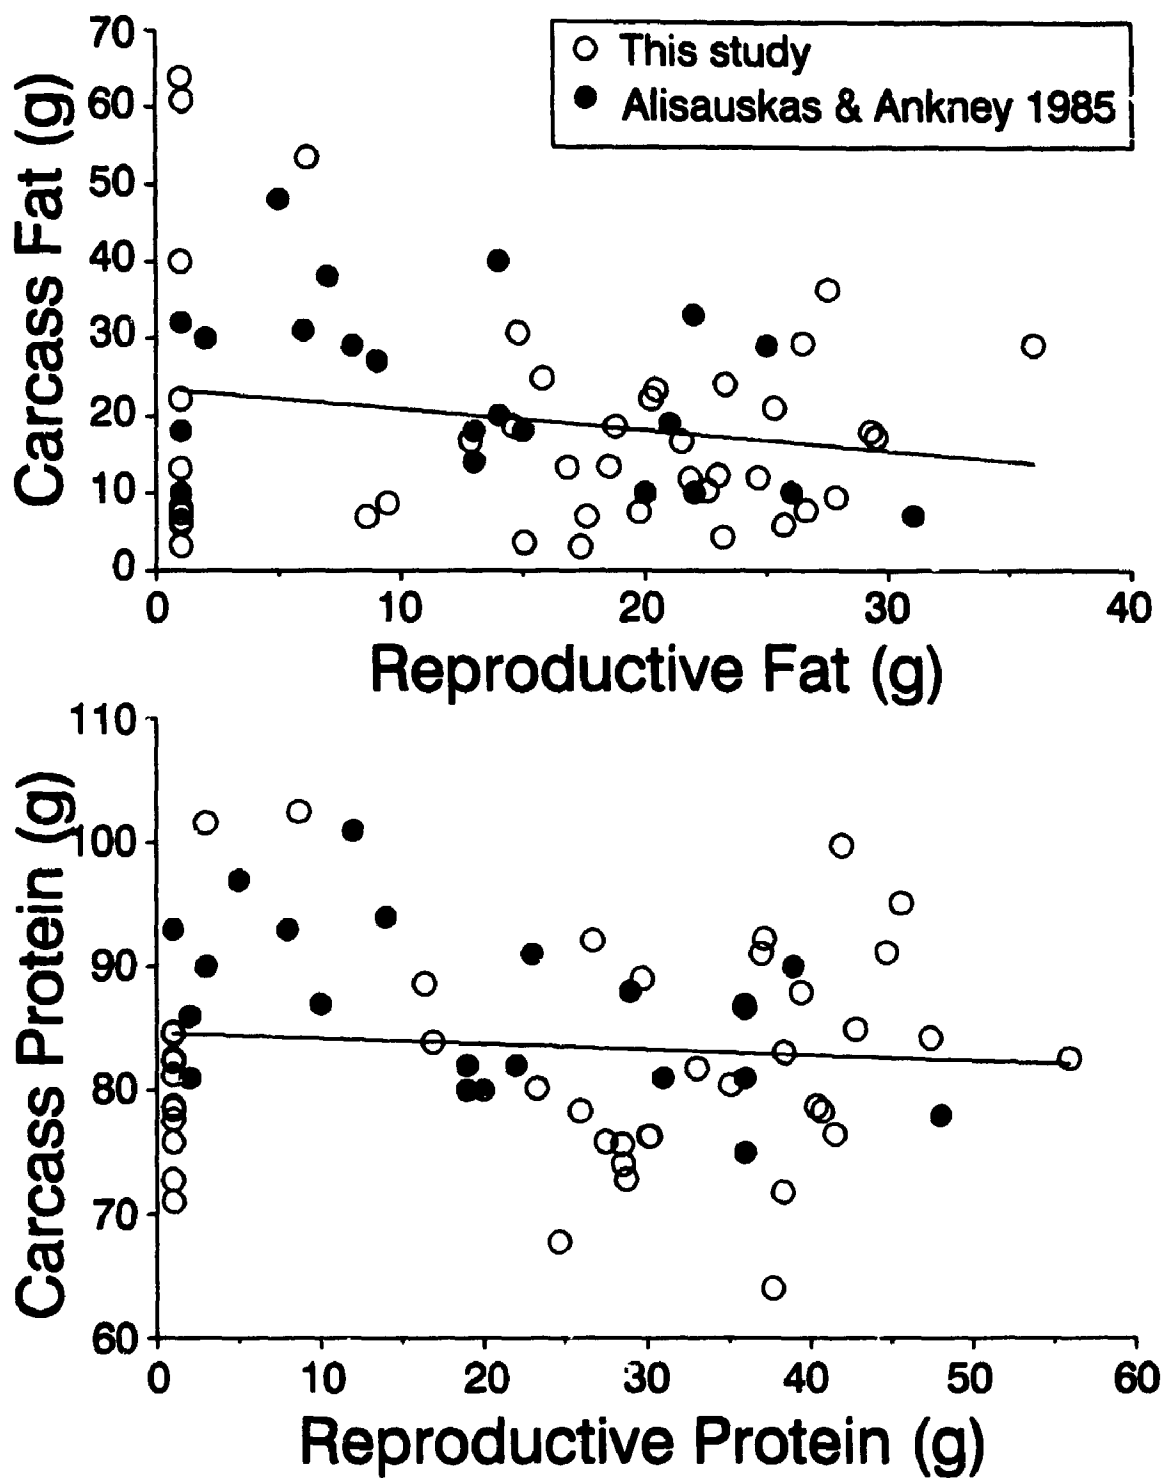 70
60
50
40
30
20
10
0
Carcass Fat (g)
This study
Alisauskas & Ankney 1985
0 10 20 30 40
Reproductive Fat (g)
110
100
90
80
70
60
Carcass Protein (g)
0 10 20 30 40 50 60
Reproductive Protein (g)